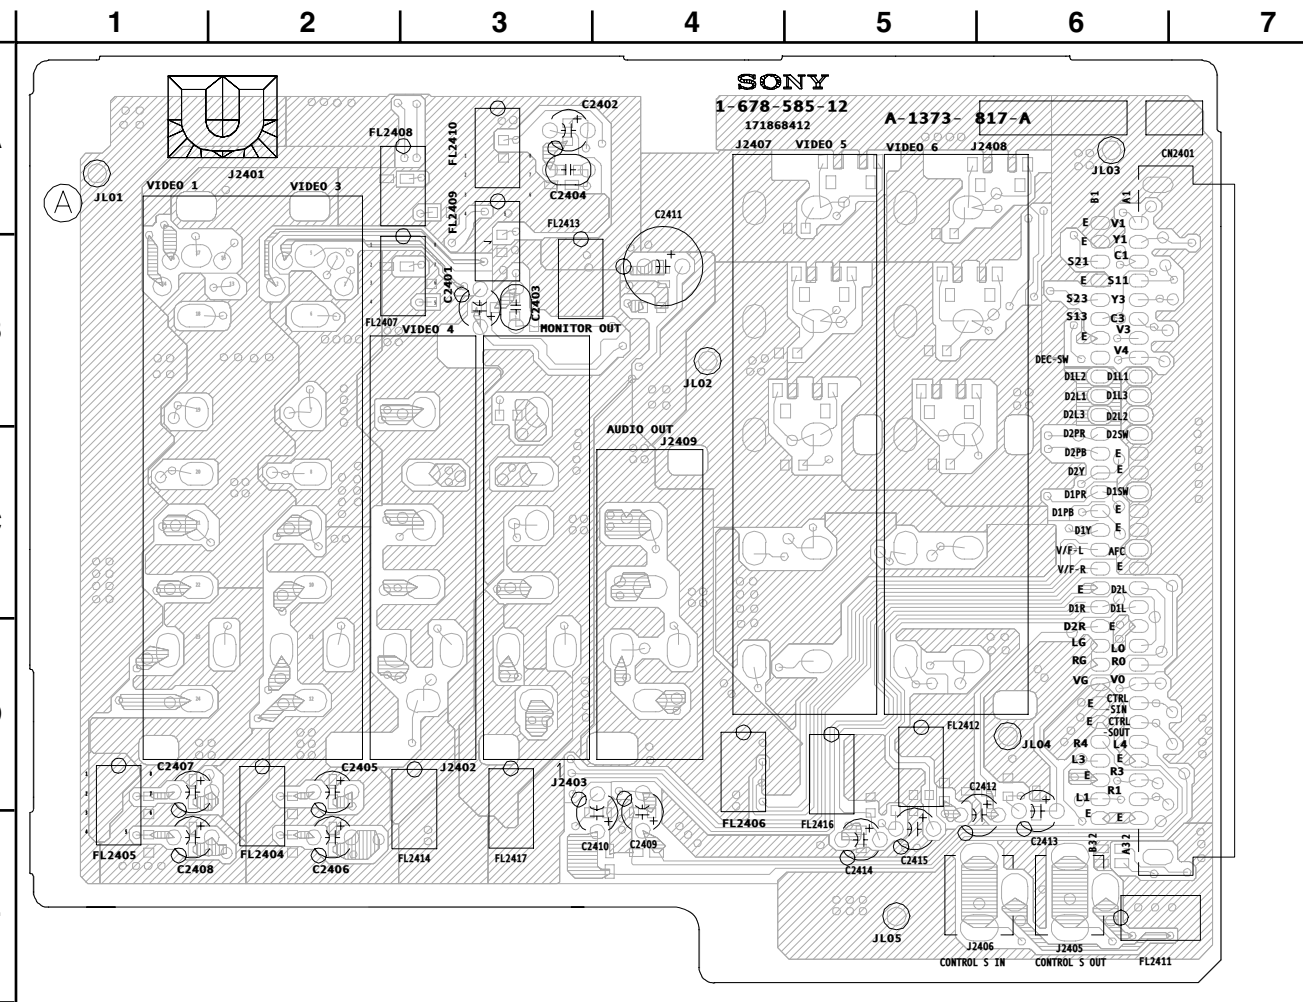 1 2 3 4 5 6 7
SONY
1-678-585-12
171868412
A-1373- 817-A
C2402
FL2408
FL2410
J2407 VIDEO 5
VIDEO 6 J2408
CN2401
JL01
J2401
JL03
VIDEO 1
VIDEO 3
C2404
A
FL2409
FL2413
C2411
B1 A1
E V1
E Y1
S21 C1
E S11
S23 Y3
S13 C3
V3
E
V4
DEC-SW
C2401
C2403
FL2407
VIDEO 4
MONITOR OUT
JL02
D1L2 D1L1
D2L1 D1L3
D2L3 D2L2
D2PR D2SW
D2PB E
D2Y E
D1PR D1SW
D1PB E
D1Y E
V/F-L AFC
V/F-R E
E D2L
D1R D1L
D2R E
LG LO
RG RO
VG VO
E CTRL
-SIN
E CTRL
-SOUT
R4 L4
L3 E
E R3
L1 R1
E E
AUDIO OUT
J2409
FL2412
JL04
C2407
C2405
J2402
J2403
C2412
FL2405
C2408
FL2404
C2406
FL2414
FL2417
C2410
C2409
FL2406
FL2416
C2414
C2415
C2413
B32 A32
JL05
J2406
J2405
CONTROL S IN
CONTROL S OUT
FL2411